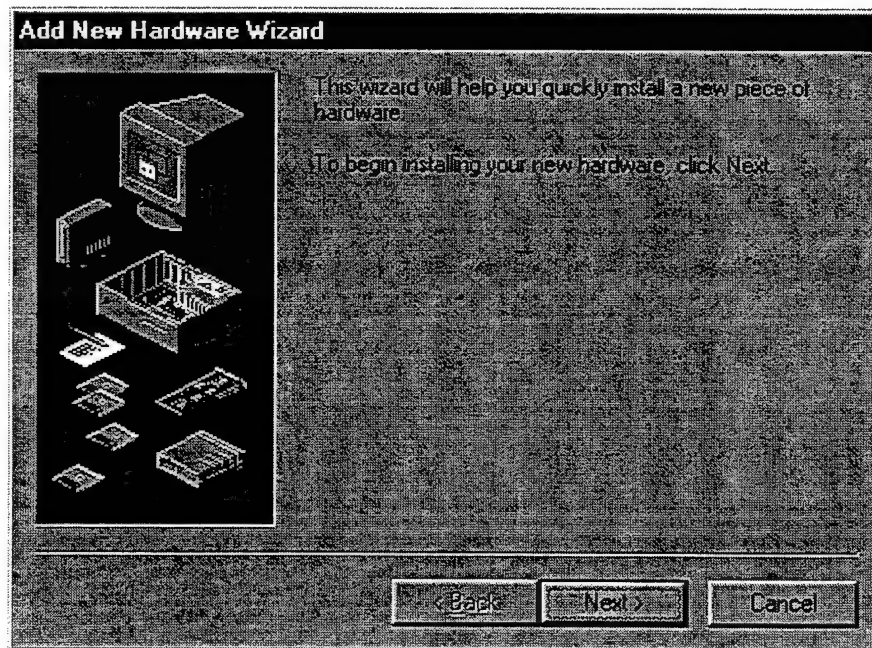 Add New Hardware Wizard
This wizard will help you quickly install a new piece of
hardware.
To begin installing your new hardware, click Next.
< Back
Next >
Cancel